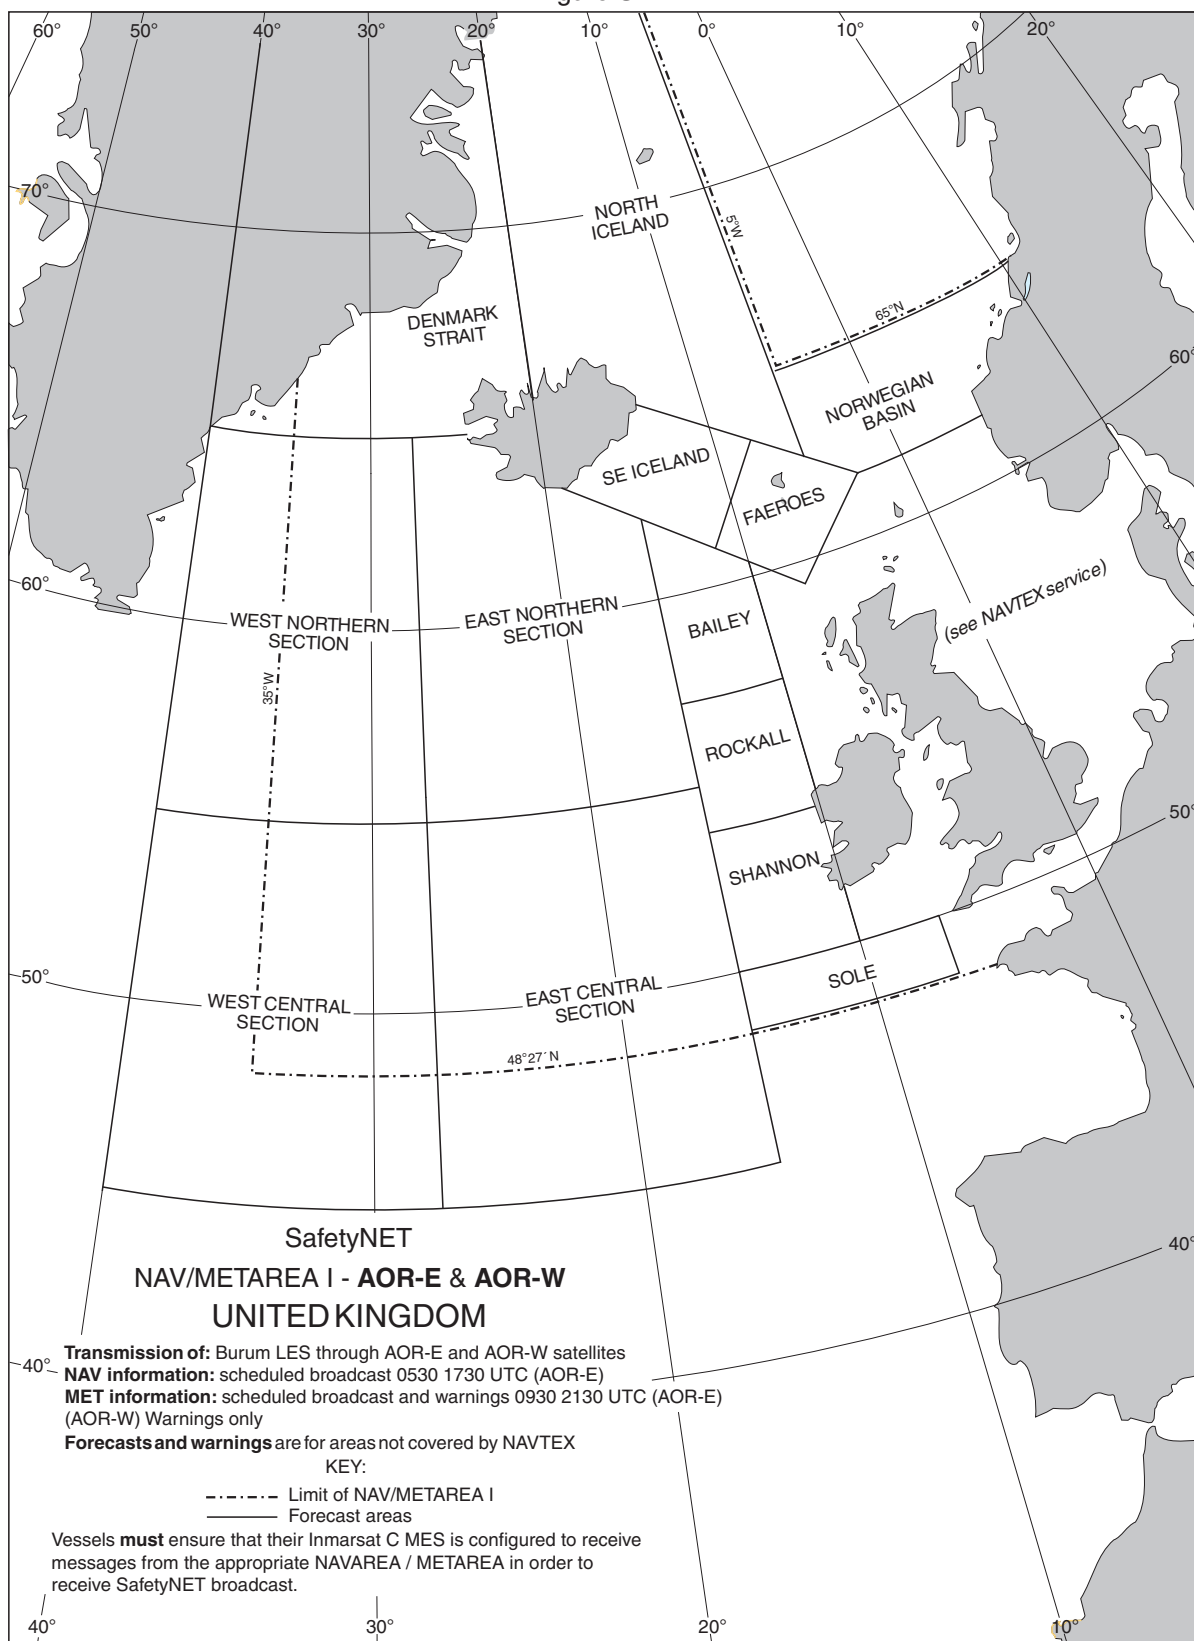 60° 50° 40° 30° 20° 10° 0° 10° 20°
70°
NORTH
ICELAND
5°W
DENMARK
STRAIT
65°N
60°
NORWEGIAN
BASIN
SE ICELAND
FAEROES
(see NAVTEX service)
60°
WEST NORTHERN
SECTION
EAST NORTHERN
SECTION
BAILEY
35°W
ROCKALL
50°
SHANNON
50°
WEST CENTRAL
SECTION
EAST CENTRAL
SECTION
SOLE
48°27´N
SafetyNET
40°
NAV/METAREA I - AOR-E & AOR-W
UNITED KINGDOM
Transmission of: Burum LES through AOR-E and AOR-W satellites
40°
NAV information: scheduled broadcast 0530 1730 UTC (AOR-E)
MET information: scheduled broadcast and warnings 0930 2130 UTC (AOR-E)
(AOR-W) Warnings only
Forecasts and warnings are for areas not covered by NAVTEX
KEY:
Limit of NAV/METAREA I
Forecast areas
Vessels must ensure that their Inmarsat C MES is configured to receive
messages from the appropriate NAVAREA / METAREA in order to
receive SafetyNET broadcast.
40° 30° 20° 10°